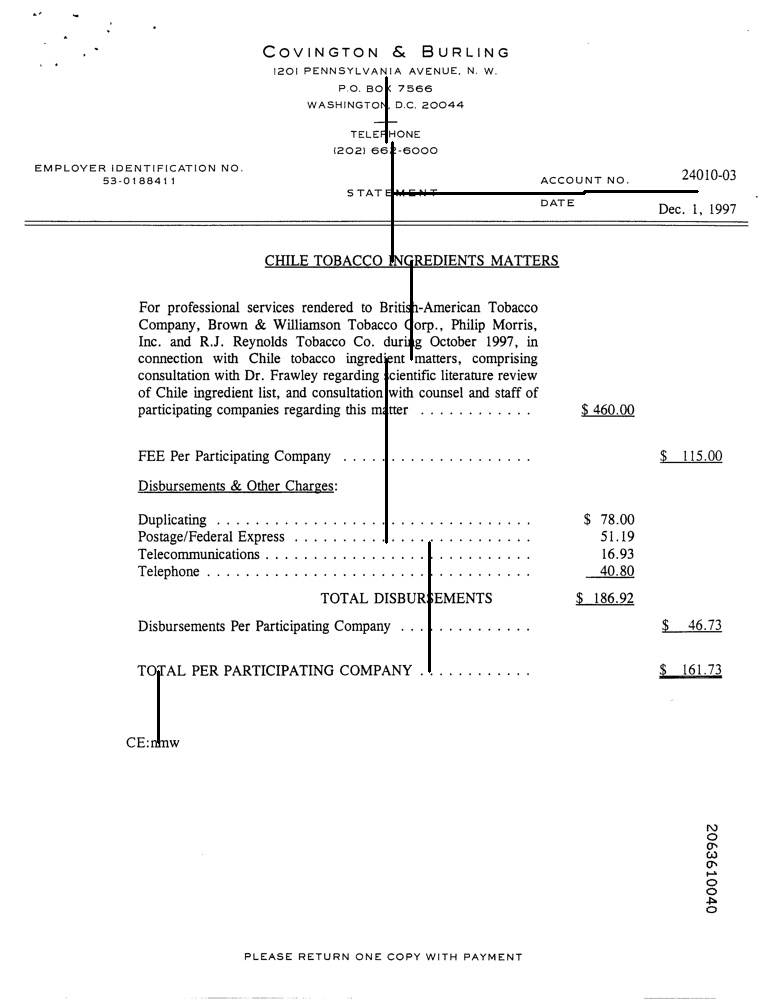 COVINGTON & BURLING
1201 PENNSYLVANIA AVENUE, N. W.
P.O. BOX 7566
WASHINGTON, D.C. 20044
TELEPHONE
(202) 662-6000
EMPLOYER IDENTIFICATION NO.
53-0188411
STATEMENT
ACCOUNT NO. 24010-03
DATE Dec. 1, 1997
CHILE TOBACCO INGREDIENTS MATTERS
For professional services rendered to British-American Tobacco
Company, Brown & Williamson Tobacco Corp., Philip Morris,
Inc. and R.J. Reynolds Tobacco Co. during October 1997, in
connection with Chile tobacco ingredient matters, comprising
consultation with Dr. Frawley regarding scientific literature review
of Chile ingredient list, and consultation with counsel and staff of
participating companies regarding this matter . . . . . . . . . . . . $ 460.00
FEE Per Participating Company . . . . . . . . . . . . . . . . . . . . $ 115.00
Disbursements & Other Charges:
Duplicating . . . . . . . . . . . . . . . . . . . . . . . . . . . . . . . . . $ 78.00
Postage/Federal Express . . . . . . . . . . . . . . . . . . . . . . . . . 51.19
Telecommunications . . . . . . . . . . . . . . . . . . . . . . . . . . . . 16.93
Telephone . . . . . . . . . . . . . . . . . . . . . . . . . . . . . . . . . . 40.80
TOTAL DISBURSEMENTS $ 186.92
Disbursements Per Participating Company . . . . . . . . . . . . . . $ 46.73
TOTAL PER PARTICIPATING COMPANY . . . . . . . . . . . . $ 161.73
CE:nmw
2063610040
PLEASE RETURN ONE COPY WITH PAYMENT